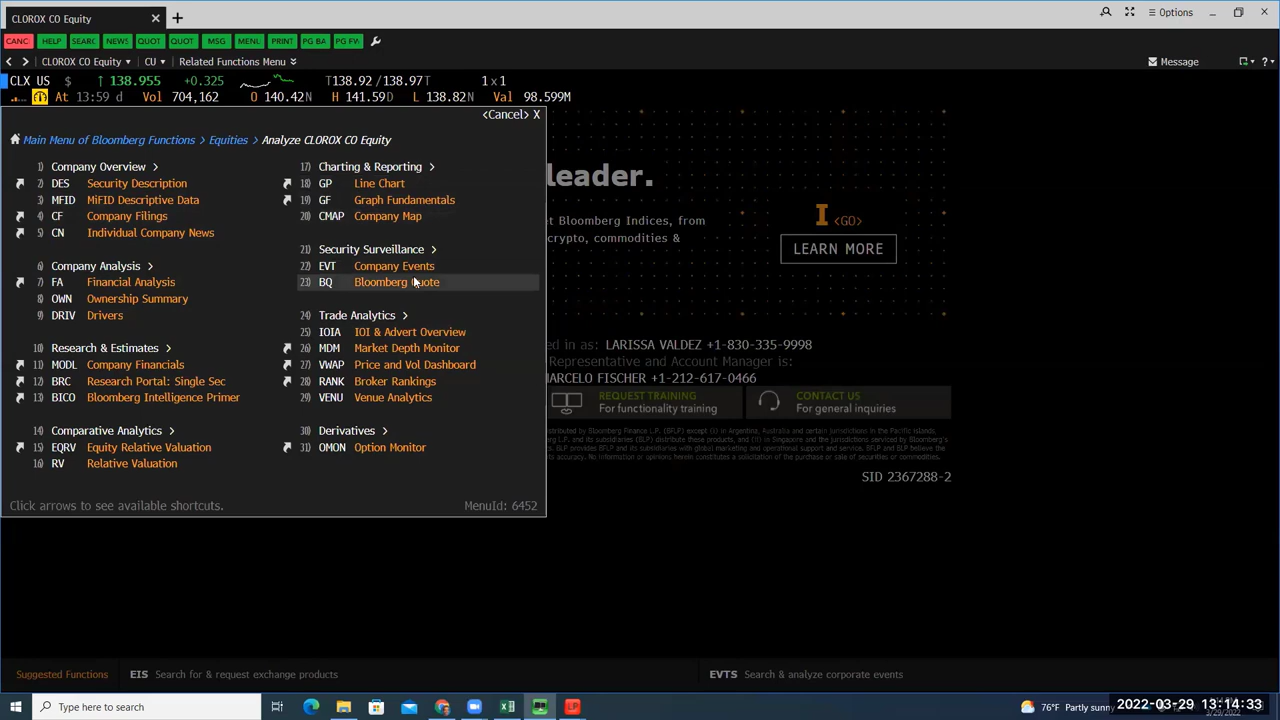 CLOROX CO Equity
Options
CANC HELP SEARC NEWS QUOT QUOT MSG MENU PRINT PG BA PG FW
CLOROX CO Equity CU Related Functions Menu Message
CLX US $ ↑ 138.955 +0.325 T138.92 / 138.97T 1 x 1
At 13:59 d Vol 704,162 O 140.42N H 141.59D L 138.82N Val 98.599M
<Cancel> X
Main Menu of Bloomberg Functions > Equities > Analyze CLOROX CO Equity
1) Company Overview >
2) DES Security Description
3) MFID MiFID Descriptive Data
4) CF Company Filings
5) CN Individual Company News
6) Company Analysis >
7) FA Financial Analysis
8) OWN Ownership Summary
9) DRIV Drivers
10) Research & Estimates >
11) MODL Company Financials
12) BRC Research Portal: Single Sec
13) BICO Bloomberg Intelligence Primer
14) Comparative Analytics >
15) EQRV Equity Relative Valuation
16) RV Relative Valuation
17) Charting & Reporting >
18) GP Line Chart
19) GF Graph Fundamentals
20) CMAP Company Map
21) Security Surveillance >
22) EVT Company Events
23) BQ Bloomberg Quote
24) Trade Analytics >
25) IOIA IOI & Advert Overview
26) MDM Market Depth Monitor
27) VWAP Price and Vol Dashboard
28) RANK Broker Rankings
29) VENU Venue Analytics
30) Derivatives >
31) OMON Option Monitor
Click arrows to see available shortcuts. MenuId: 6452
leader.
et Bloomberg Indices, from
crypto, commodities &
I <GO>
LEARN MORE
ed in as: LARISSA VALDEZ +1-830-335-9998
Representative and Account Manager is:
MARCELO FISCHER +1-212-617-0466
REQUEST TRAINING
For functionality training
CONTACT US
For general inquiries
SID 2367288-2
Suggested Functions EIS Search for & request exchange products EVTS Search & analyze corporate events
Type here to search
76°F Partly sunny
2022-03-29 13:14:33